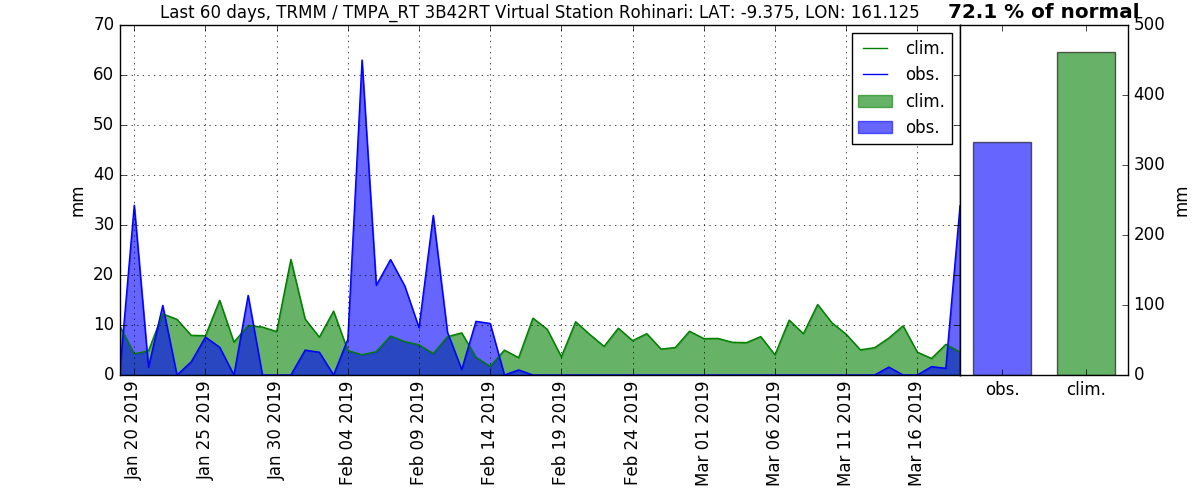 Last 60 days, TRMM / TMPA_RT 3B42RT Virtual Station Rohinari: LAT: -9.375, LON: 161.125
72.1 % of normal
70
60
50
40
30
20
10
0
mm
clim.
obs.
clim.
obs.
500
400
300
200
100
0
mm
obs.
clim.
Jan 20 2019
Jan 25 2019
Jan 30 2019
Feb 04 2019
Feb 09 2019
Feb 14 2019
Feb 19 2019
Feb 24 2019
Mar 01 2019
Mar 06 2019
Mar 11 2019
Mar 16 2019